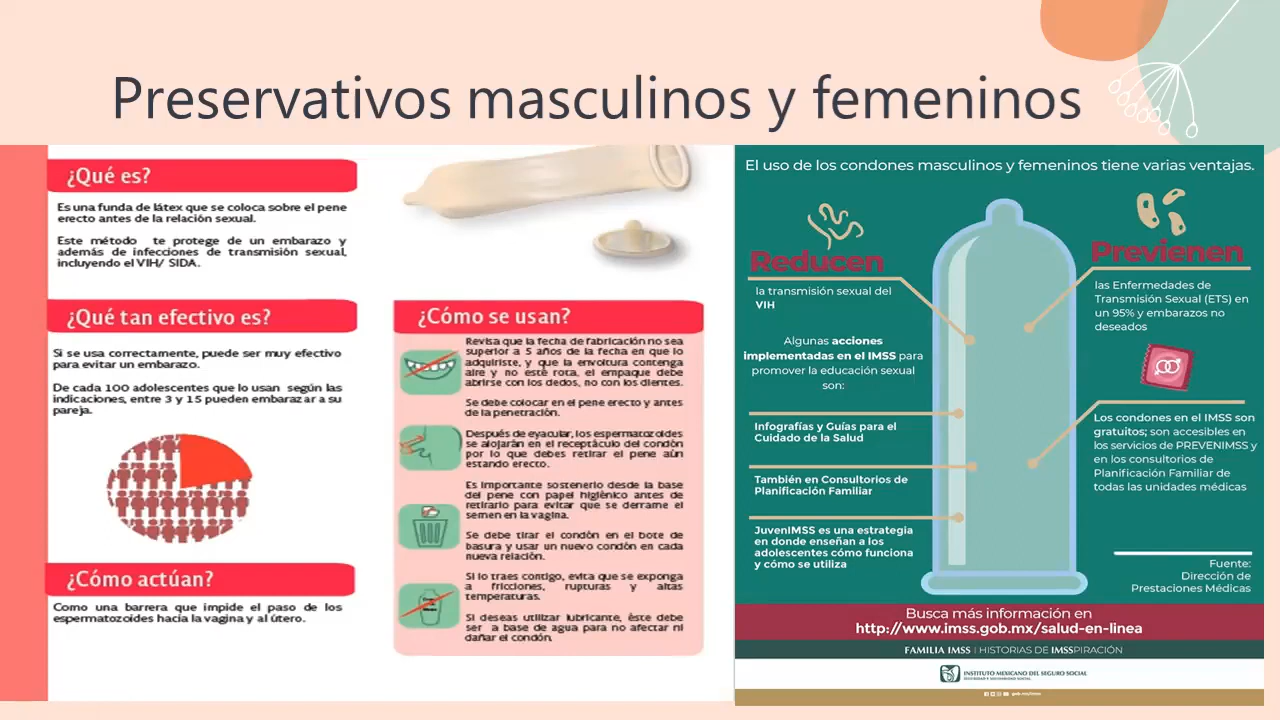 Preservativos masculinos y femeninos
¿Qué es?
Es una funda de látex que se coloca sobre el pene
erecto antes de la relación sexual.
Este método te protege de un embarazo y
además de infecciones de transmisión sexual,
incluyendo el VIH/ SIDA.
¿Qué tan efectivo es?
Si se usa correctamente, puede ser muy efectivo
para evitar un embarazo.
De cada 100 adolescentes que lo usan según las
indicaciones, entre 3 y 15 pueden embarazar a su
pareja.
¿Cómo actúan?
Como una barrera que impide el paso de los
espermatozoides hacia la vagina y al útero.
¿Cómo se usan?
Revisa que la fecha de fabricación no sea
superior a 5 años de la fecha en que lo
adquiriste, y que la envoltura contenga
aire y no esté rota, el empaque debe
abrirse con los dedos, no con los dientes.
Se debe colocar en el pene erecto y antes
de la penetración.
Después de eyacular, los espermatozoides
se alojarán en el receptáculo del condón
por lo que debes retirar el pene aún
estando erecto.
Es importante sostenerlo desde la base
del pene con papel higiénico antes de
retirarlo para evitar que se derrame el
semen en la vagina.
Se debe tirar el condón en el bote de
basura y usar un nuevo condón en cada
nueva relación.
Si lo traes contigo, evita que se exponga
a fricciones, rupturas y altas
temperaturas.
Si deseas utilizar lubricante, éste debe
ser a base de agua para no afectar ni
dañar el condón.
El uso de los condones masculinos y femeninos tiene varias ventajas.
Reducen
la transmisión sexual del
VIH
Algunas acciones
implementadas en el IMSS para
promover la educación sexual
son:
Infografías y Guías para el
Cuidado de la Salud
También en Consultorios de
Planificación Familiar
JuvenIMSS es una estrategia
en donde enseñan a los
adolescentes cómo funciona
y cómo se utiliza
Previenen
las Enfermedades de
Transmisión Sexual (ETS) en
un 95% y embarazos no
deseados
Los condones en el IMSS son
gratuitos; son accesibles en
los servicios de PREVENIMSS y
en los consultorios de
Planificación Familiar de
todas las unidades médicas
Fuente:
Dirección de
Prestaciones Médicas
Busca más información en
http://www.imss.gob.mx/salud-en-linea
FAMILIA IMSS | HISTORIAS DE IMSSPIRACIÓN
INSTITUTO MEXICANO DEL SEGURO SOCIAL
SEGURIDAD Y SOLIDARIDAD SOCIAL
gob.mx/imss